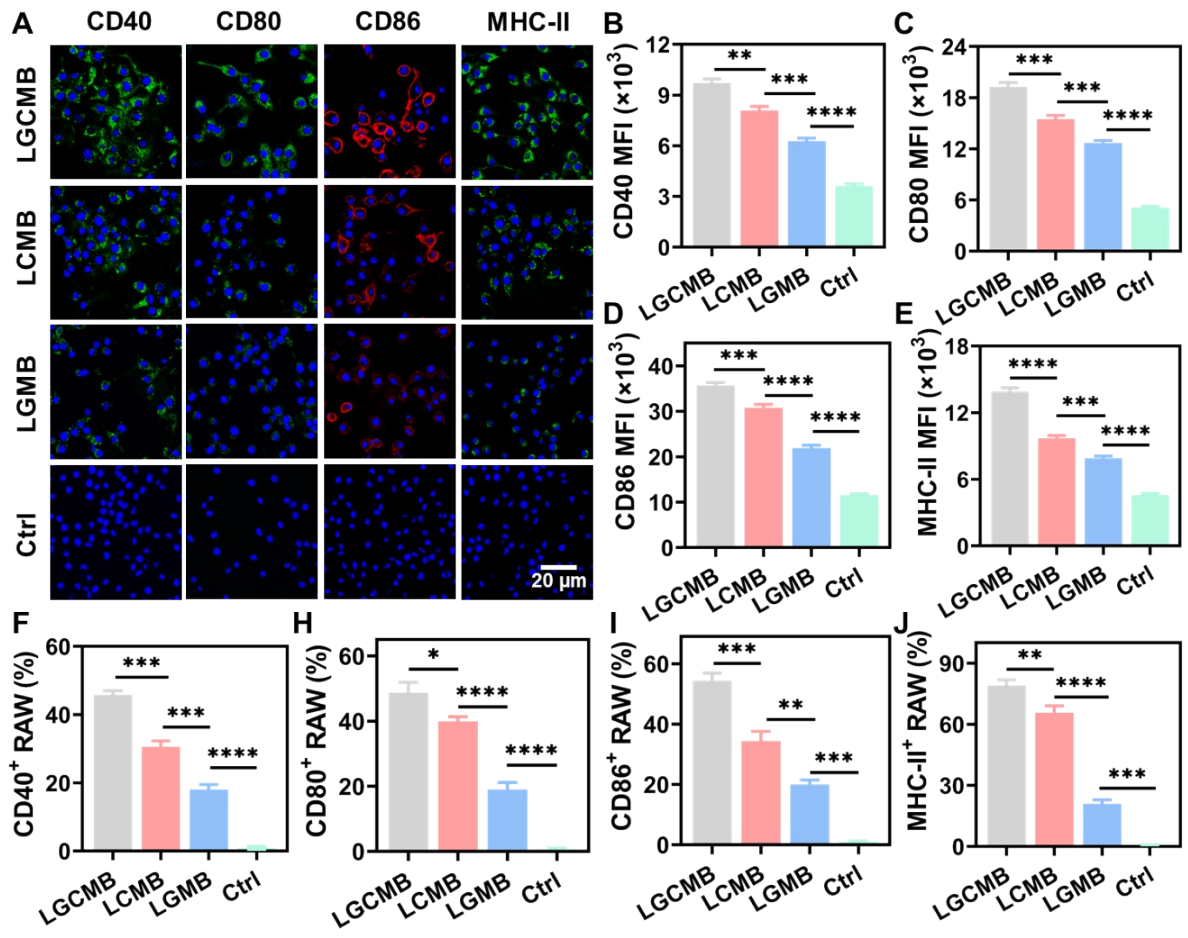 A
CD40 CD80 CD86 MHC-II
LGCMB
LCMB
LGMB
Ctrl
20 µm
B
CD40 MFI (×10³)
12
9
6
3
0
**
***
****
LGCMB LCMB LGMB Ctrl
C
CD80 MFI (×10³)
24
18
12
6
0
***
***
****
LGCMB LCMB LGMB Ctrl
D
CD86 MFI (×10³)
40
30
20
10
0
***
****
****
LGCMB LCMB LGMB Ctrl
E
MHC-II MFI (×10³)
18
12
6
0
****
***
****
LGCMB LCMB LGMB Ctrl
F
CD40⁺ RAW (%)
60
40
20
0
***
***
****
LGCMB LCMB LGMB Ctrl
H
CD80⁺ RAW (%)
60
40
20
0
*
****
****
LGCMB LCMB LGMB Ctrl
I
CD86⁺ RAW (%)
60
40
20
0
***
**
***
LGCMB LCMB LGMB Ctrl
J
MHC-II⁺ RAW (%)
90
60
30
0
**
****
***
LGCMB LCMB LGMB Ctrl